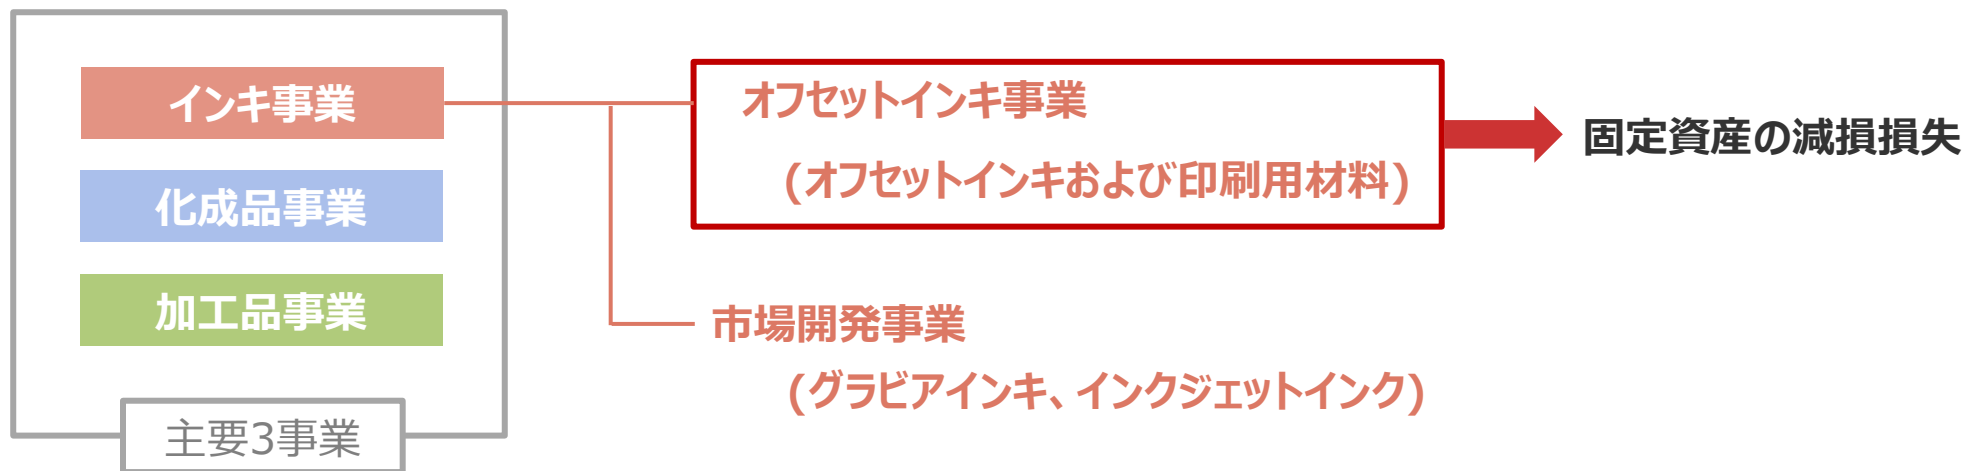 インキ事業
化成品事業
加工品事業
主要3事業
オフセットインキ事業
(オフセットインキおよび印刷用材料)
市場開発事業
(グラビアインキ、インクジェットインク)
固定資産の減損損失